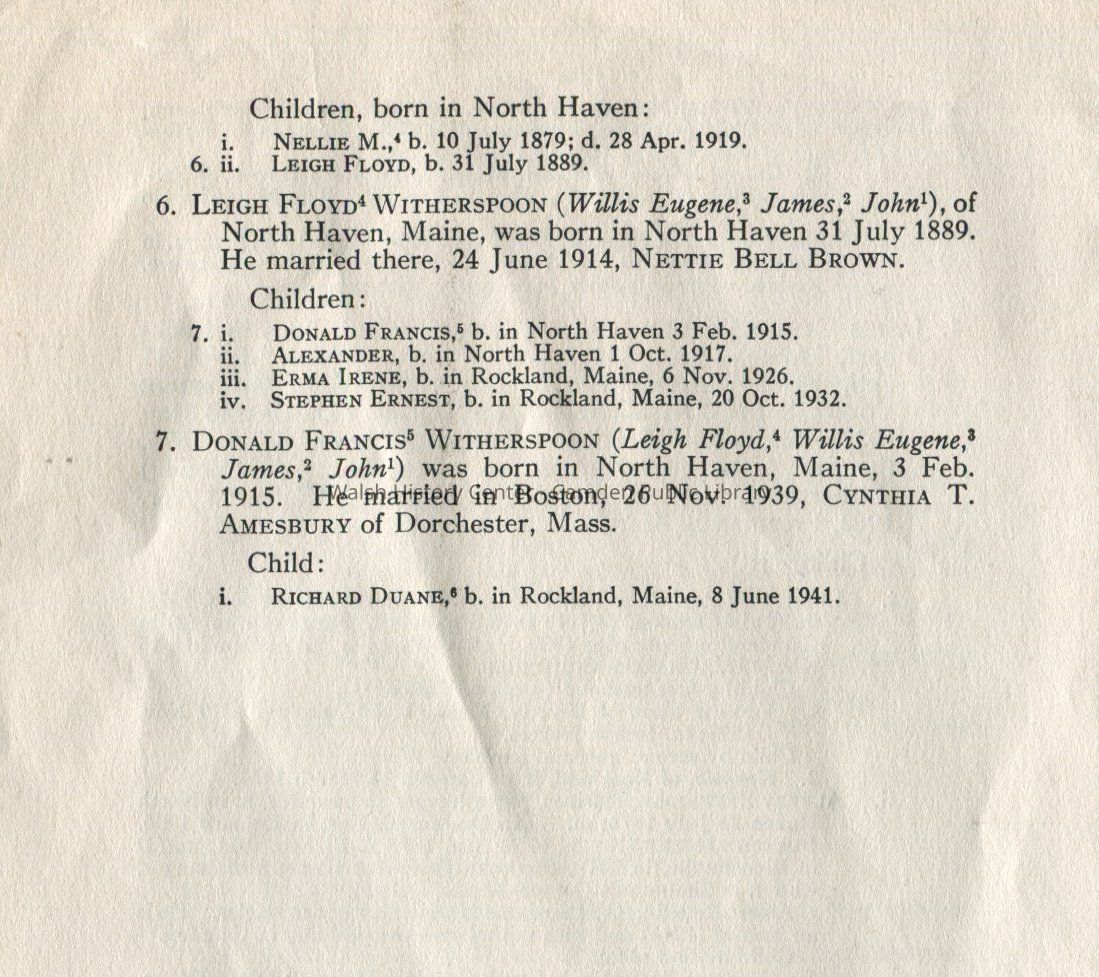 Children, born in North Haven:
i. NELLIE M.,⁴ b. 10 July 1879; d. 28 Apr. 1919.
6. ii. LEIGH FLOYD, b. 31 July 1889.
6. LEIGH FLOYD⁴ WITHERSPOON (Willis Eugene,³ James,² John¹), of
North Haven, Maine, was born in North Haven 31 July 1889.
He married there, 24 June 1914, NETTIE BELL BROWN.
Children:
7. i. DONALD FRANCIS,⁵ b. in North Haven 3 Feb. 1915.
ii. ALEXANDER, b. in North Haven 1 Oct. 1917.
iii. ERMA IRENE, b. in Rockland, Maine, 6 Nov. 1926.
iv. STEPHEN ERNEST, b. in Rockland, Maine, 20 Oct. 1932.
7. DONALD FRANCIS⁵ WITHERSPOON (Leigh Floyd,⁴ Willis Eugene,³
James,² John¹) was born in North Haven, Maine, 3 Feb.
1915. He married in Boston, 26 Nov. 1939, CYNTHIA T.
Walsh History Center - Camden Public Library
AMESBURY of Dorchester, Mass.
Child:
i. RICHARD DUANE,⁶ b. in Rockland, Maine, 8 June 1941.